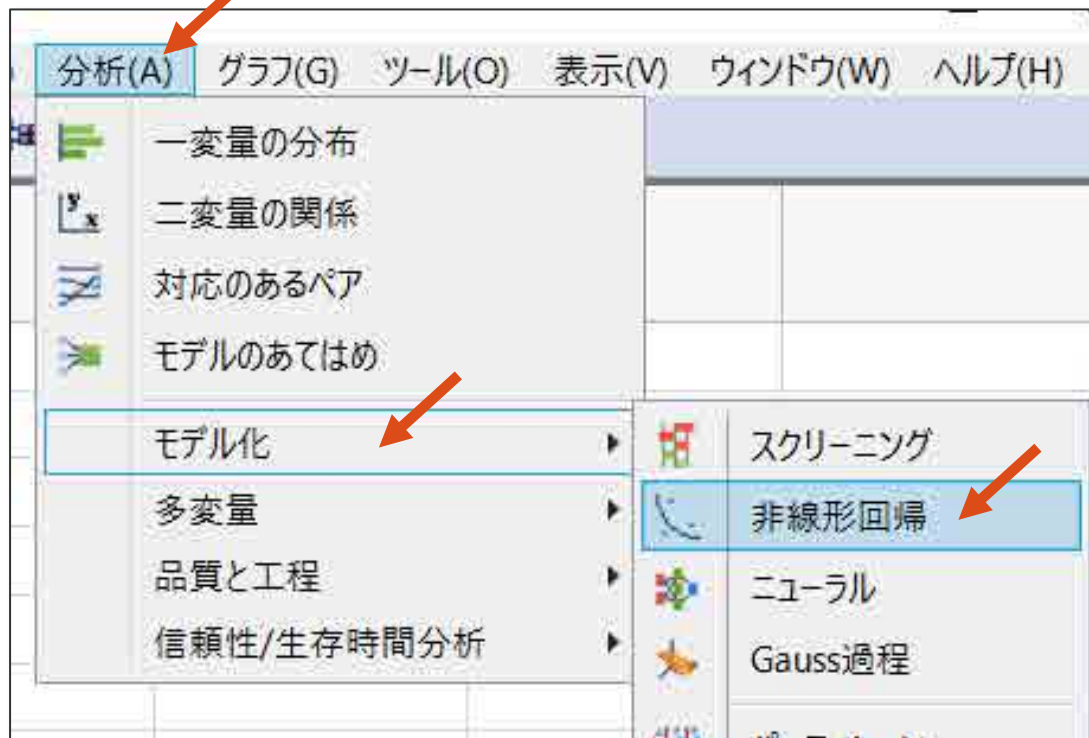 分析(A) グラフ(G) ツール(O) 表示(V) ウィンドウ(W) ヘルプ(H)
一変量の分布
y x
二変量の関係
対応のあるペア
モデルのあてはめ
モデル化
多変量
品質と工程
信頼性/生存時間分析
スクリーニング
非線形回帰
ニューラル
Gauss過程